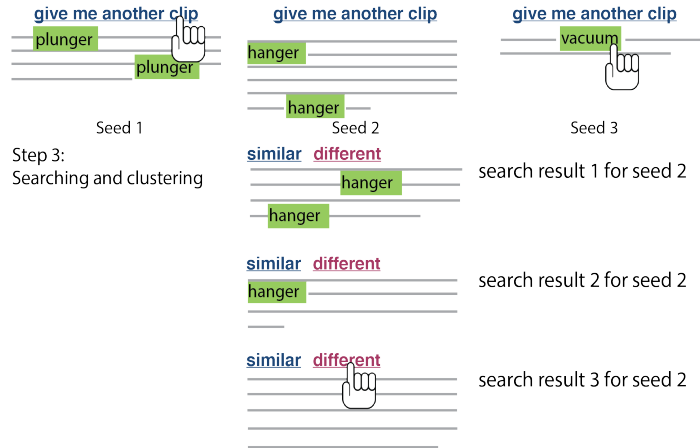 give me another clip give me another clip give me another clip
plunger
plunger
hanger
hanger
vacuum
Seed 1 Seed 2 Seed 3
Step 3:
Searching and clustering
similar different
hanger
hanger
search result 1 for seed 2
similar different
hanger
search result 2 for seed 2
similar different
search result 3 for seed 2